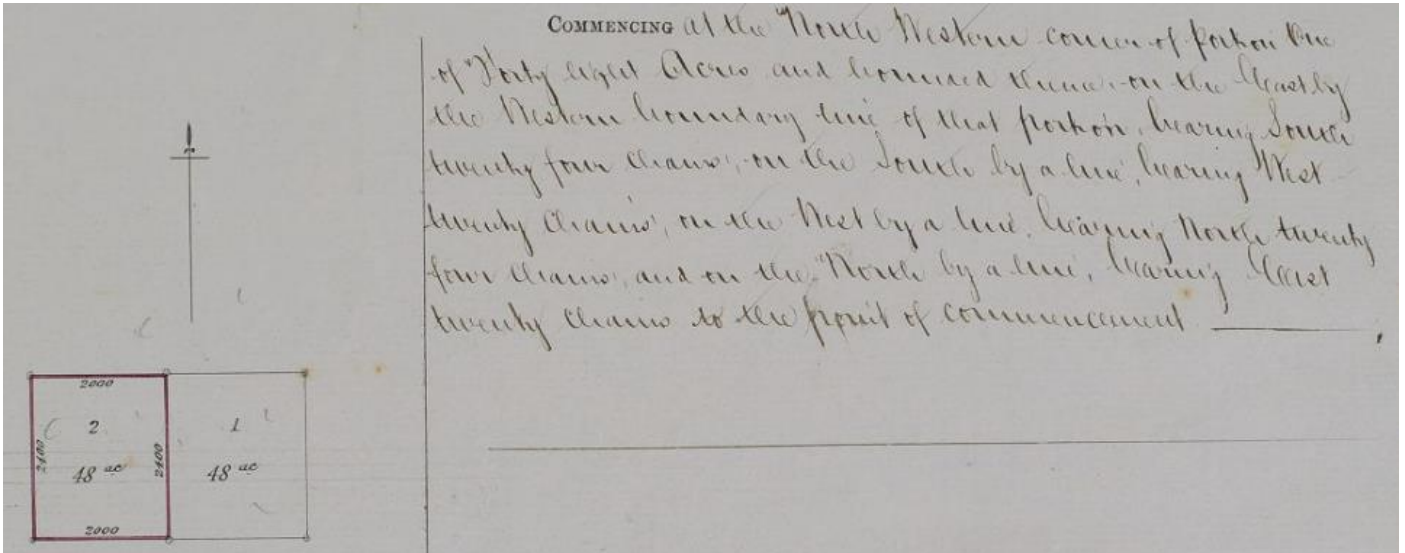 COMMENCING at the North Western corner of portion One
of Forty eight Acres and bounded thence, on the East by
the Western boundary line of that portion, bearing South
twenty four chains, on the South by a line, bearing West
twenty chains, on the West by a line, bearing North twenty
four chains, and on the North by a line, bearing East
twenty chains to the point of commencement
2000
2 1
2400 2400
48 ac 48 ac
2000